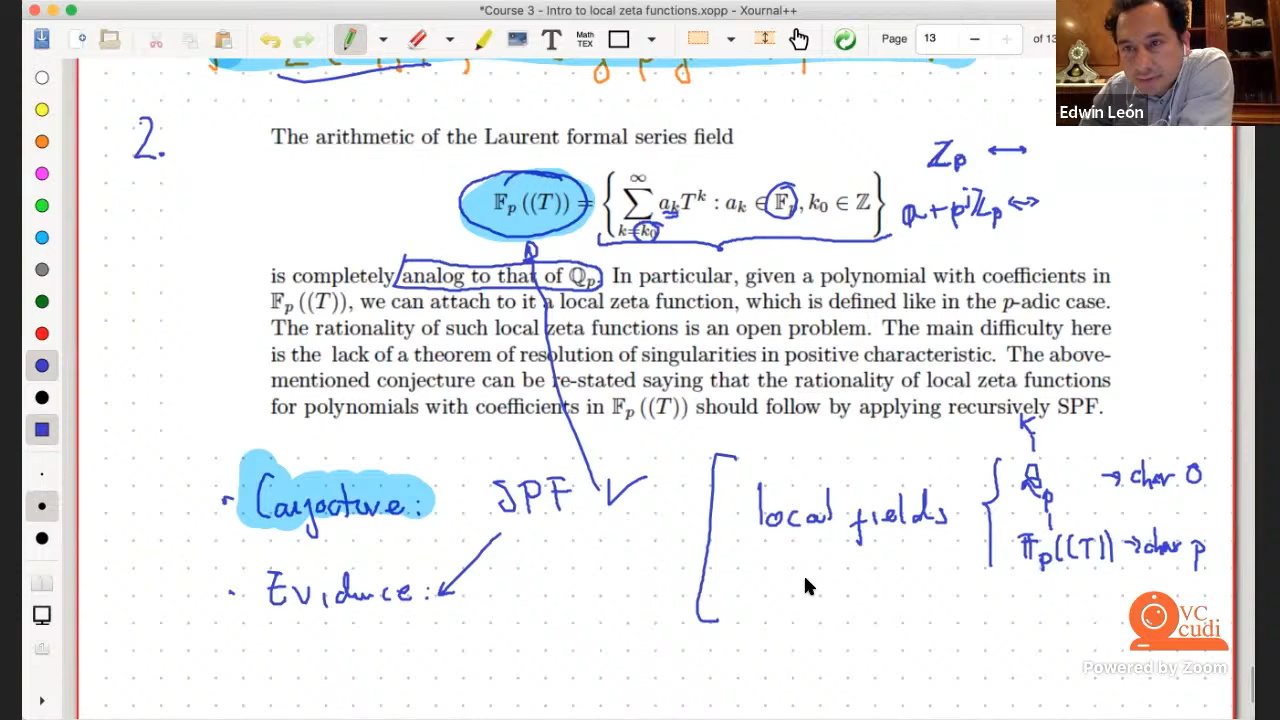 *Course 3 - Intro to local zeta functions.xopp - Xournal++
Math TEX
Page 13 of 13
Edwin León
2.
The arithmetic of the Laurent formal series field
ℤp ↔
𝔽p((T)) = { ∑_{k=k₀}^{∞} aₖTᵏ : aₖ ∈ 𝔽p, k₀ ∈ ℤ }
a + pʲℤp ↔
is completely analog to that of ℚp. In particular, given a polynomial with coefficients in
𝔽p((T)), we can attach to it a local zeta function, which is defined like in the p-adic case.
The rationality of such local zeta functions is an open problem. The main difficulty here
is the lack of a theorem of resolution of singularities in positive characteristic. The above-
mentioned conjecture can be re-stated saying that the rationality of local zeta functions
for polynomials with coefficients in 𝔽p((T)) should follow by applying recursively SPF.
K
Conjecture: SPF ✓
local fields { ℚp → char 0
𝔽p((T)) → char p
Evidence:
VC
cudi
Powered by Zoom